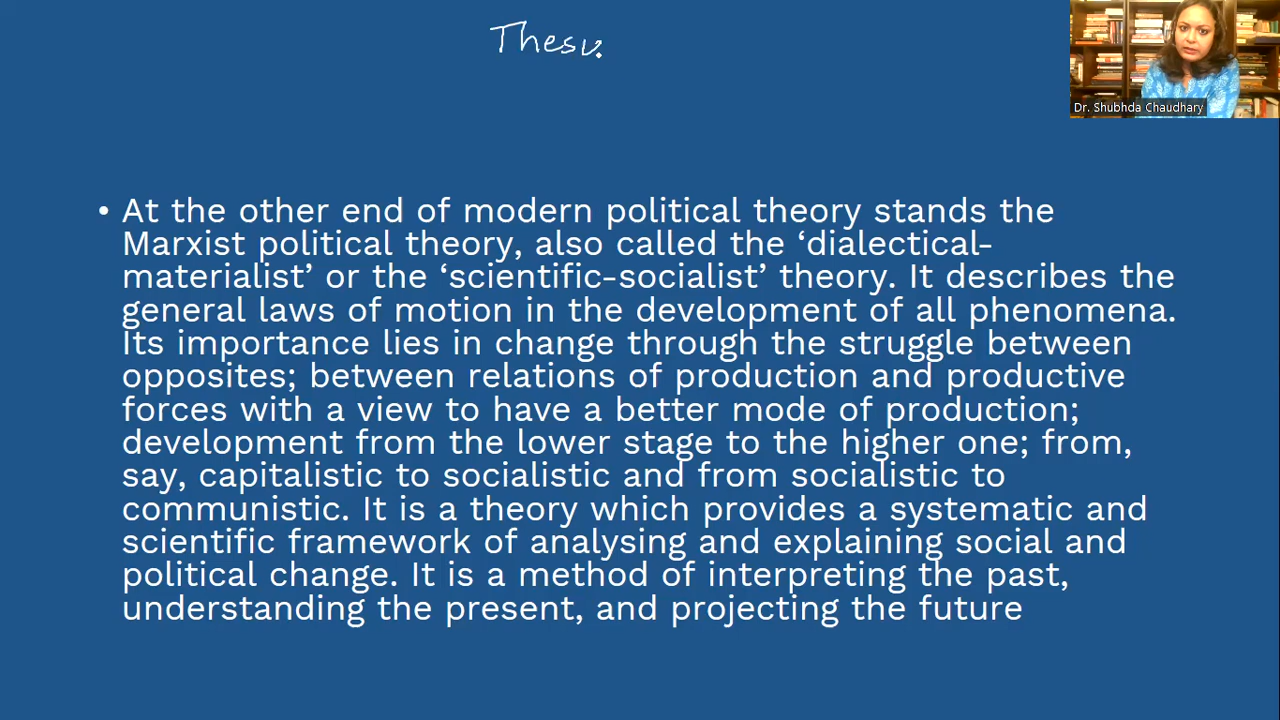 Thesi
Dr. Shubhda Chaudhary
• At the other end of modern political theory stands the
Marxist political theory, also called the ‘dialectical-
materialist’ or the ‘scientific-socialist’ theory. It describes the
general laws of motion in the development of all phenomena.
Its importance lies in change through the struggle between
opposites; between relations of production and productive
forces with a view to have a better mode of production;
development from the lower stage to the higher one; from,
say, capitalistic to socialistic and from socialistic to
communistic. It is a theory which provides a systematic and
scientific framework of analysing and explaining social and
political change. It is a method of interpreting the past,
understanding the present, and projecting the future